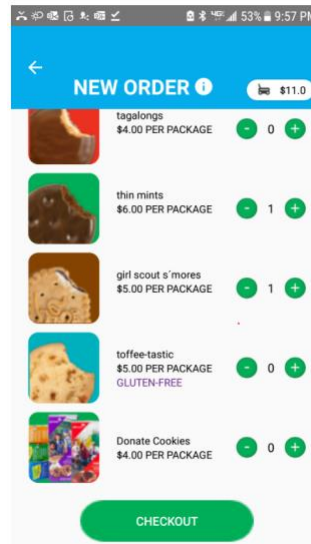 53% 9:57 PM
NEW ORDER i
$11.0
tagalongs
$4.00 PER PACKAGE
- 0 +
thin mints
$6.00 PER PACKAGE
- 1 +
girl scout s´mores
$5.00 PER PACKAGE
- 1 +
toffee-tastic
$5.00 PER PACKAGE
GLUTEN-FREE
- 0 +
Donate Cookies
$4.00 PER PACKAGE
- 0 +
CHECKOUT